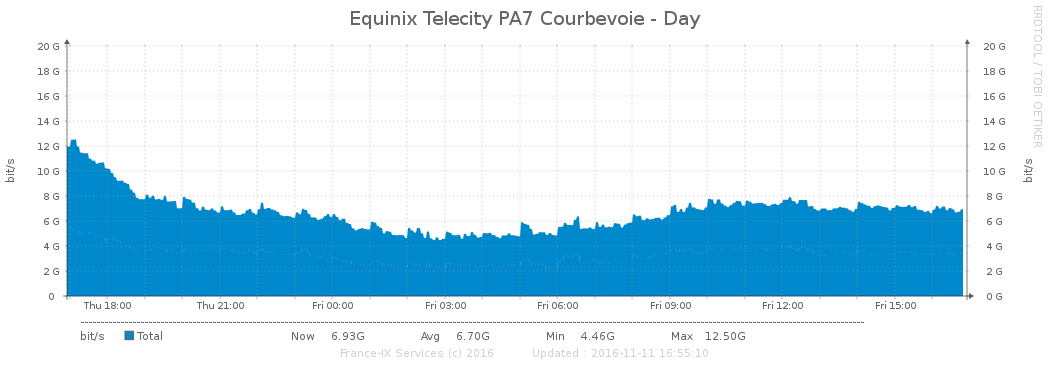 Equinix Telecity PA7 Courbevoie - Day
RRDTOOL / TOBI OETIKER
bit/s
20 G 20 G
18 G 18 G
16 G 16 G
14 G 14 G
12 G 12 G
10 G 10 G
8 G 8 G
6 G 6 G
4 G 4 G
2 G 2 G
0 0 G
bit/s
Thu 18:00 Thu 21:00 Fri 00:00 Fri 03:00 Fri 06:00 Fri 09:00 Fri 12:00 Fri 15:00
bit/s Total Now 6.93G Avg 6.70G Min 4.46G Max 12.50G
France-IX Services (c) 2016 Updated : 2016-11-11 16:55:10